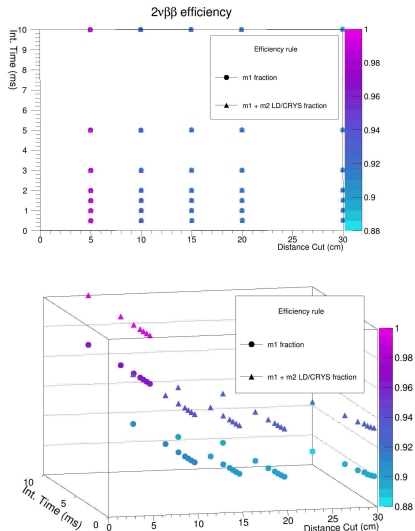 2νββ efficiency
Int. Time (ms)
10
9
8
7
6
5
4
3
2
1
0
Efficiency rule
m1 fraction
m1 + m2 LD/CRYS fraction
0 5 10 15 20 25 30
Distance Cut (cm)
1
0.98
0.96
0.94
0.92
0.9
0.88
Efficiency rule
m1 fraction
m1 + m2 LD/CRYS fraction
1
0.98
0.96
0.94
0.92
0.9
0.88
10
5
0
Int. Time (ms)
0 5 10 15 20 25 30
Distance Cut (cm)